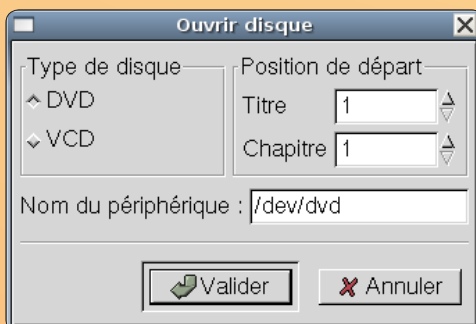 Ouvrir disque
Type de disque
DVD
VCD
Position de départ
Titre 1
Chapitre 1
Nom du périphérique : /dev/dvd
Valider
Annuler